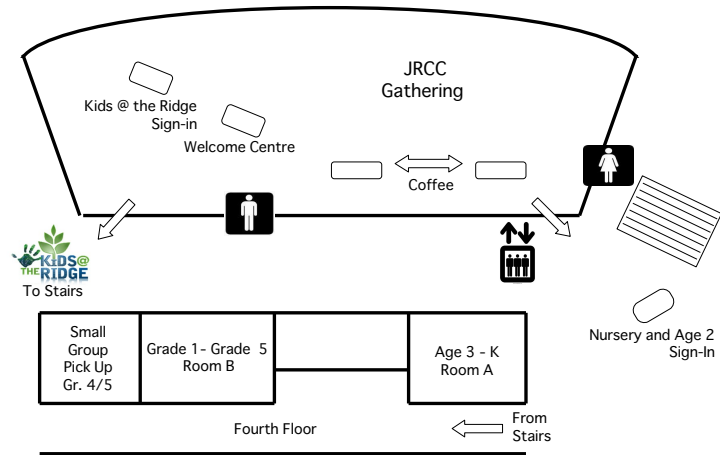 JRCC
Gathering
Kids @ the Ridge
Sign-in
Welcome Centre
Coffee
KiDS@
THE RIDGE
To Stairs
Nursery and Age 2
Sign-In
Small
Group
Pick Up
Gr. 4/5
Grade 1- Grade 5
Room B
Age 3 - K
Room A
Fourth Floor
From
Stairs